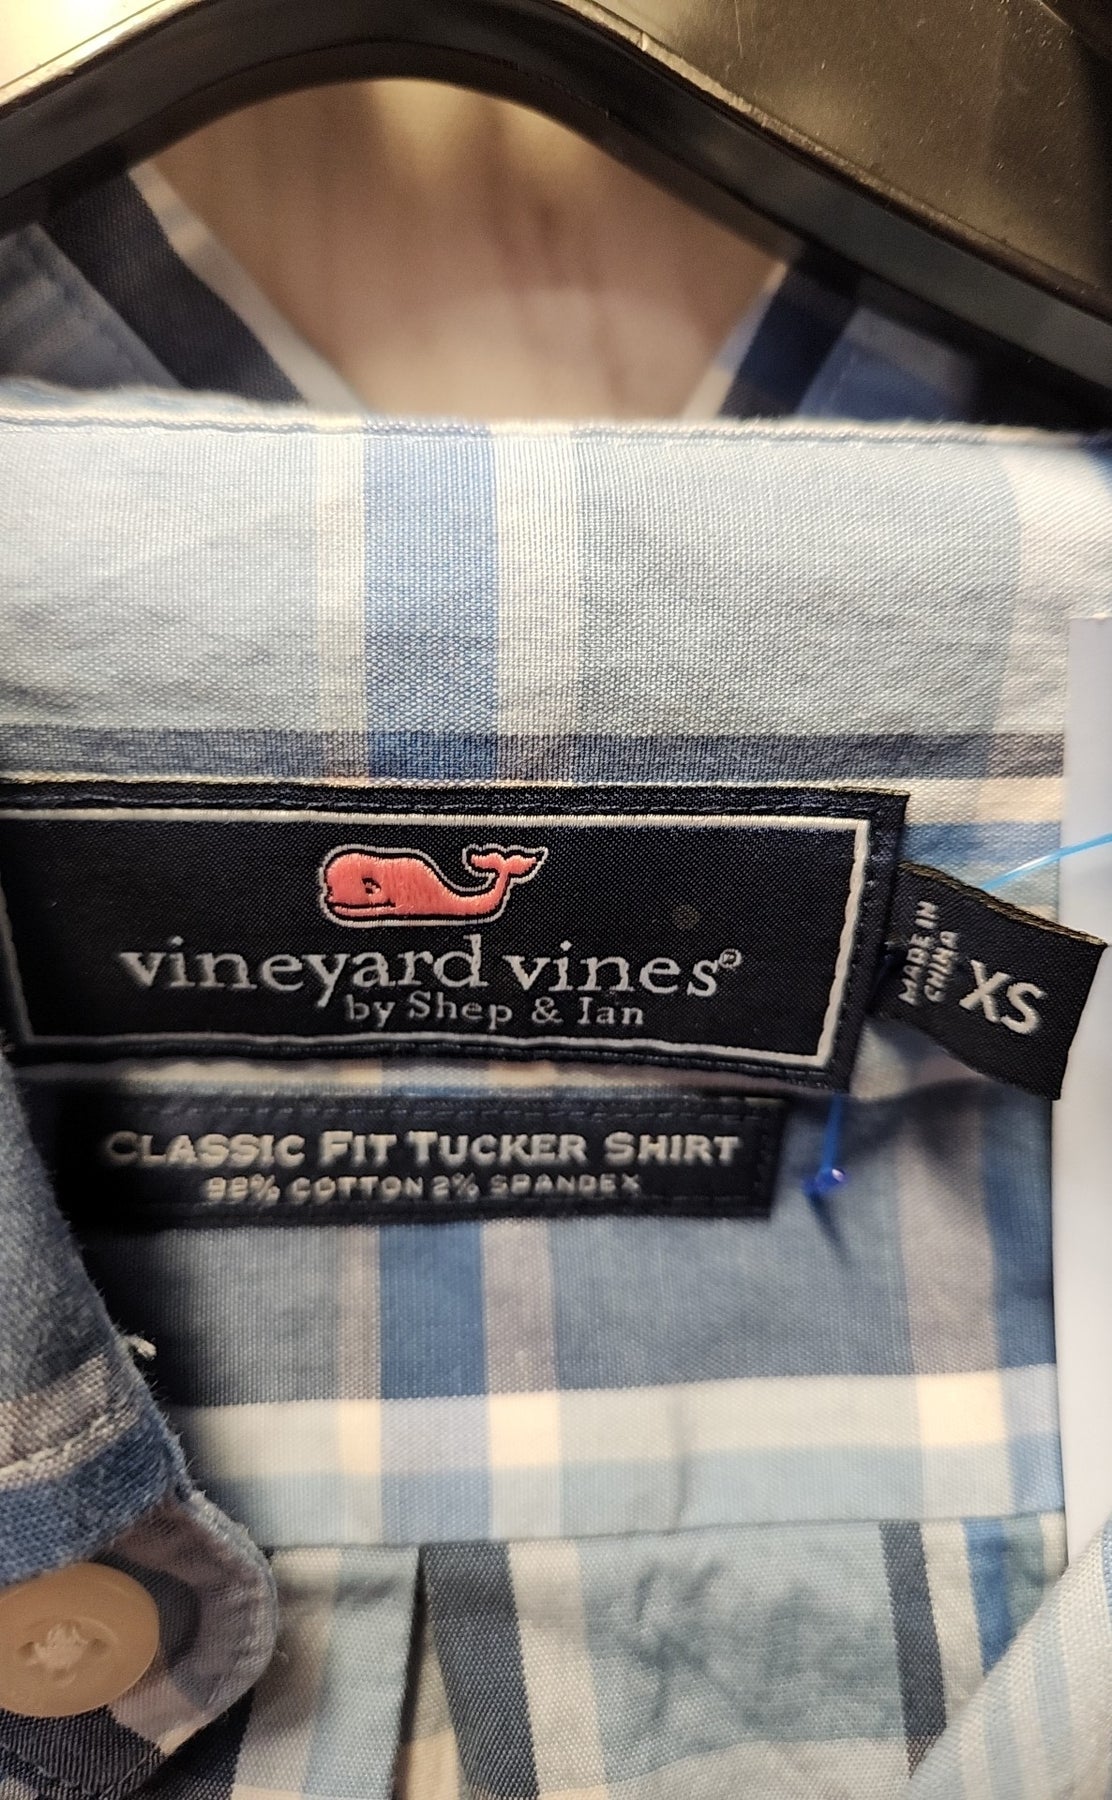 vineyard vines®
by Shep & Ian
MADE IN
CHINA
XS
CLASSIC FIT TUCKER SHIRT
98% COTTON 2% SPANDEX